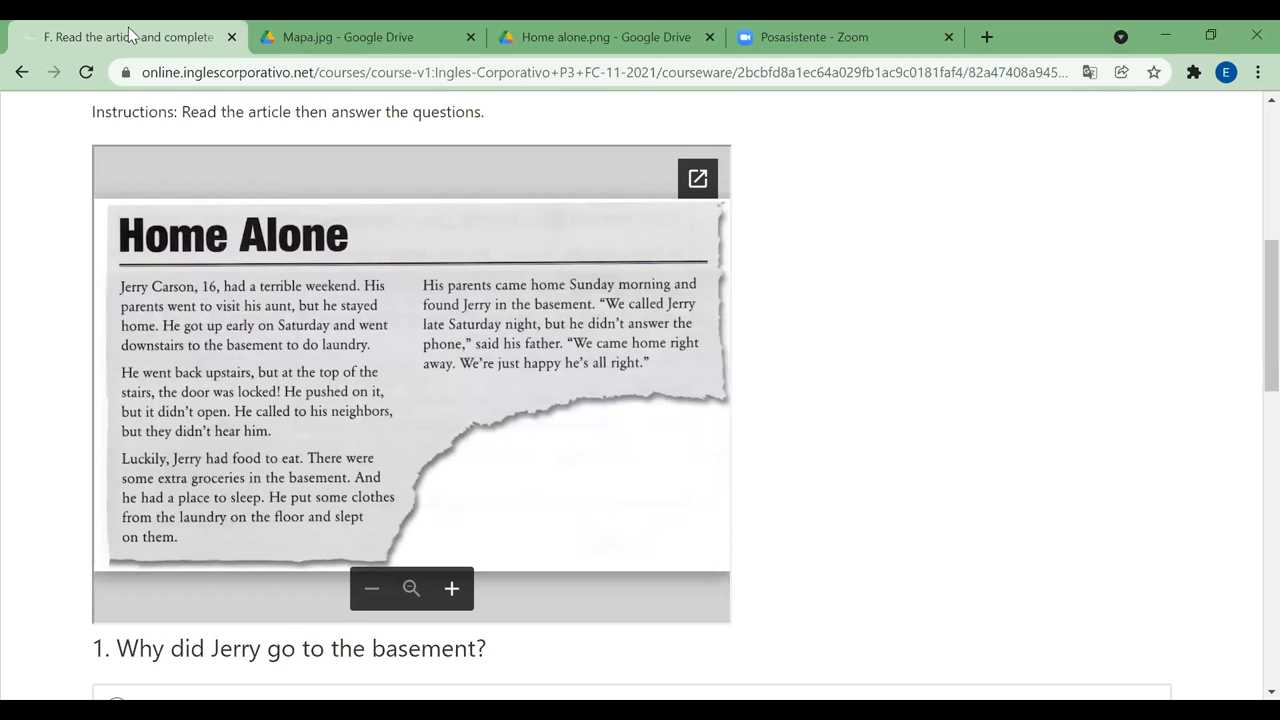 F. Read the article and complete
Mapa.jpg - Google Drive
Home alone.png - Google Drive
Posasistente - Zoom
online.inglescorporativo.net/courses/course-v1:Ingles-Corporativo+P3+FC-11-2021/courseware/2bcbfd8a1ec64a029fb1ac9c0181faf4/82a47408a945...
E
Instructions: Read the article then answer the questions.
Home Alone
Jerry Carson, 16, had a terrible weekend. His
parents went to visit his aunt, but he stayed
home. He got up early on Saturday and went
downstairs to the basement to do laundry.
He went back upstairs, but at the top of the
stairs, the door was locked! He pushed on it,
but it didn't open. He called to his neighbors,
but they didn't hear him.
Luckily, Jerry had food to eat. There were
some extra groceries in the basement. And
he had a place to sleep. He put some clothes
from the laundry on the floor and slept
on them.
His parents came home Sunday morning and
found Jerry in the basement. “We called Jerry
late Saturday night, but he didn't answer the
phone,” said his father. “We came home right
away. We're just happy he's all right.”
1. Why did Jerry go to the basement?